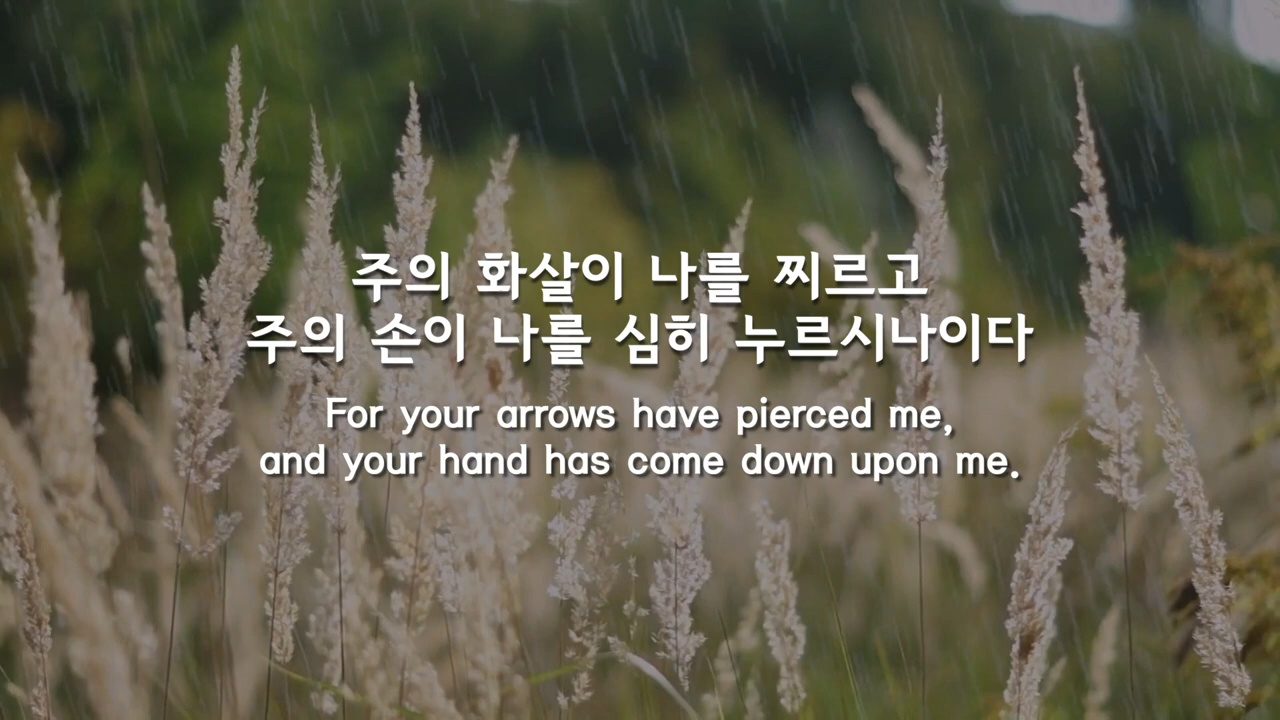 주의 화살이 나를 찌르고
주의 손이 나를 심히 누르시나이다
For your arrows have pierced me,
and your hand has come down upon me.